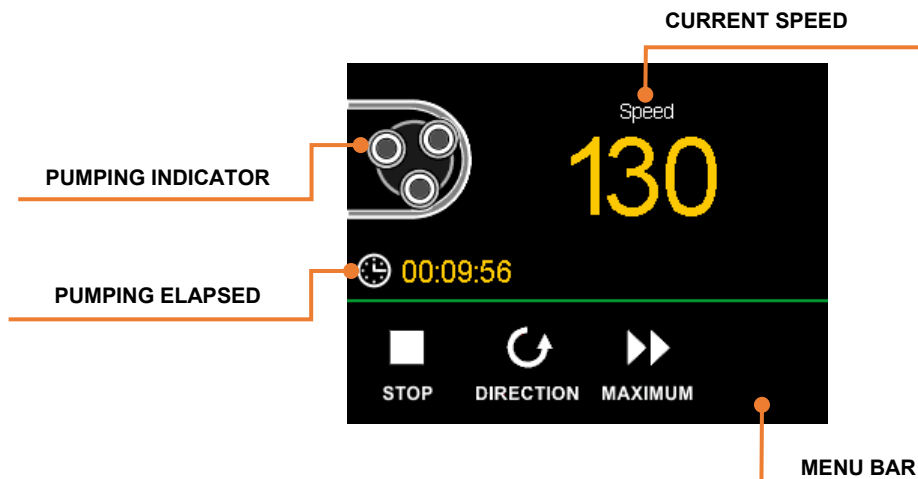 CURRENT SPEED
Speed
130
PUMPING INDICATOR
00:09:56
PUMPING ELAPSED
STOP DIRECTION MAXIMUM
MENU BAR